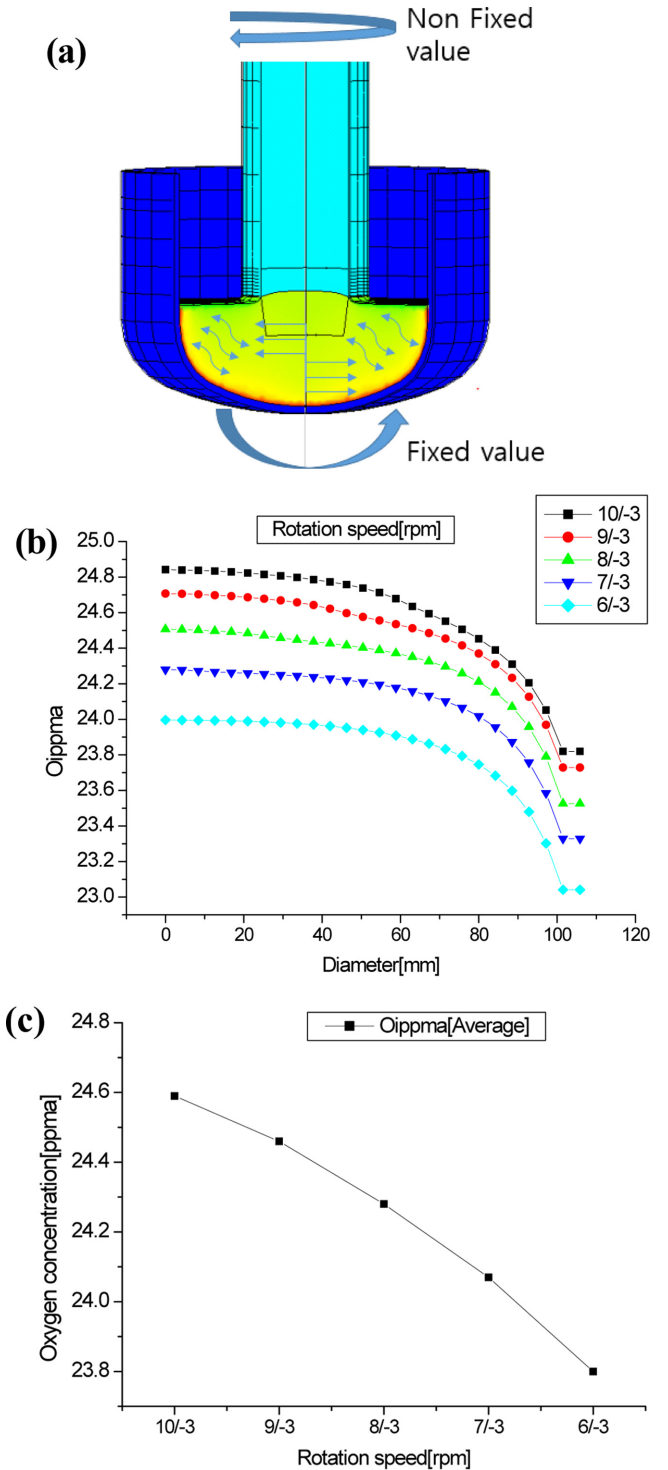 (a)
Non Fixed
value
Fixed value
(b)
Rotation speed[rpm]
10/-3
9/-3
8/-3
7/-3
6/-3
Oippma
25.0
24.8
24.6
24.4
24.2
24.0
23.8
23.6
23.4
23.2
23.0
0
20
40
60
80
100
120
Diameter[mm]
(c)
Oippma[Average]
Oxygen concentration[ppma]
24.8
24.6
24.4
24.2
24.0
23.8
10/-3
9/-3
8/-3
7/-3
6/-3
Rotation speed[rpm]